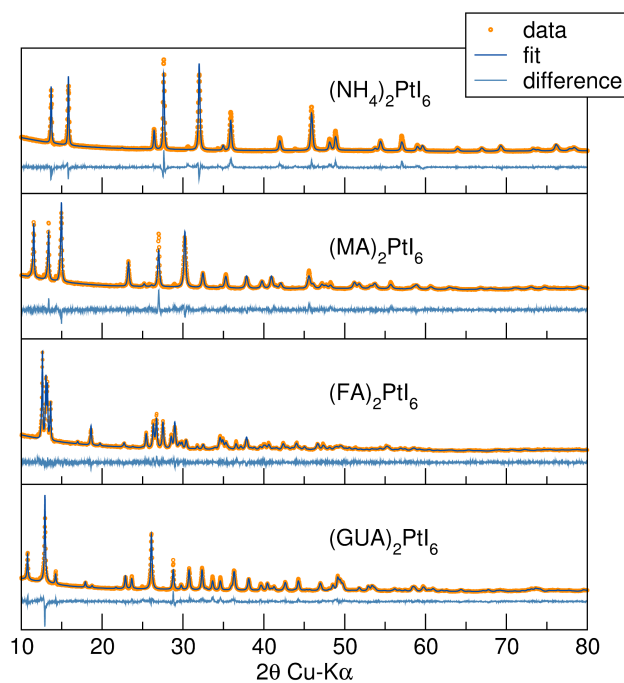 data
fit
difference
(NH₄)₂PtI₆
(MA)₂PtI₆
(FA)₂PtI₆
(GUA)₂PtI₆
10 20 30 40 50 60 70 80
2θ Cu-Kα